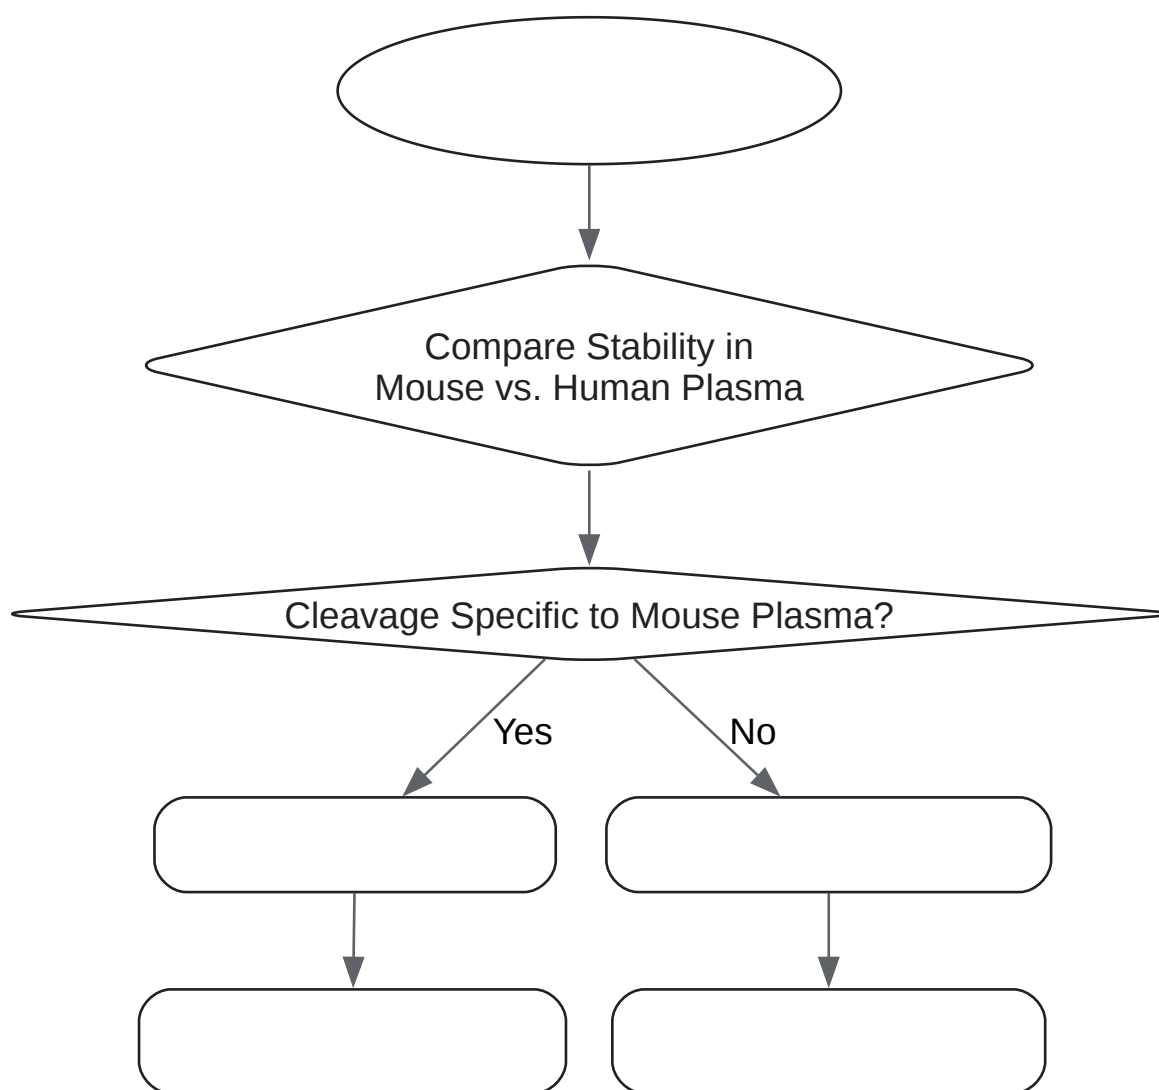 Compare Stability in
Mouse vs. Human Plasma
Cleavage Specific to Mouse Plasma?
Yes
No